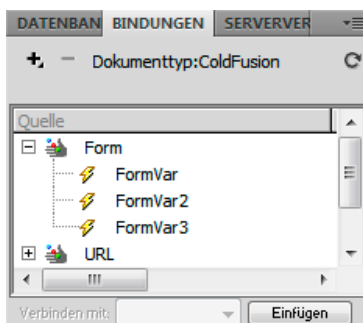 DATENBAN BINDUNGEN SERVERVER
Dokumenttyp:ColdFusion
Quelle
Form
FormVar
FormVar2
FormVar3
URL
Verbinden mit: Einfügen